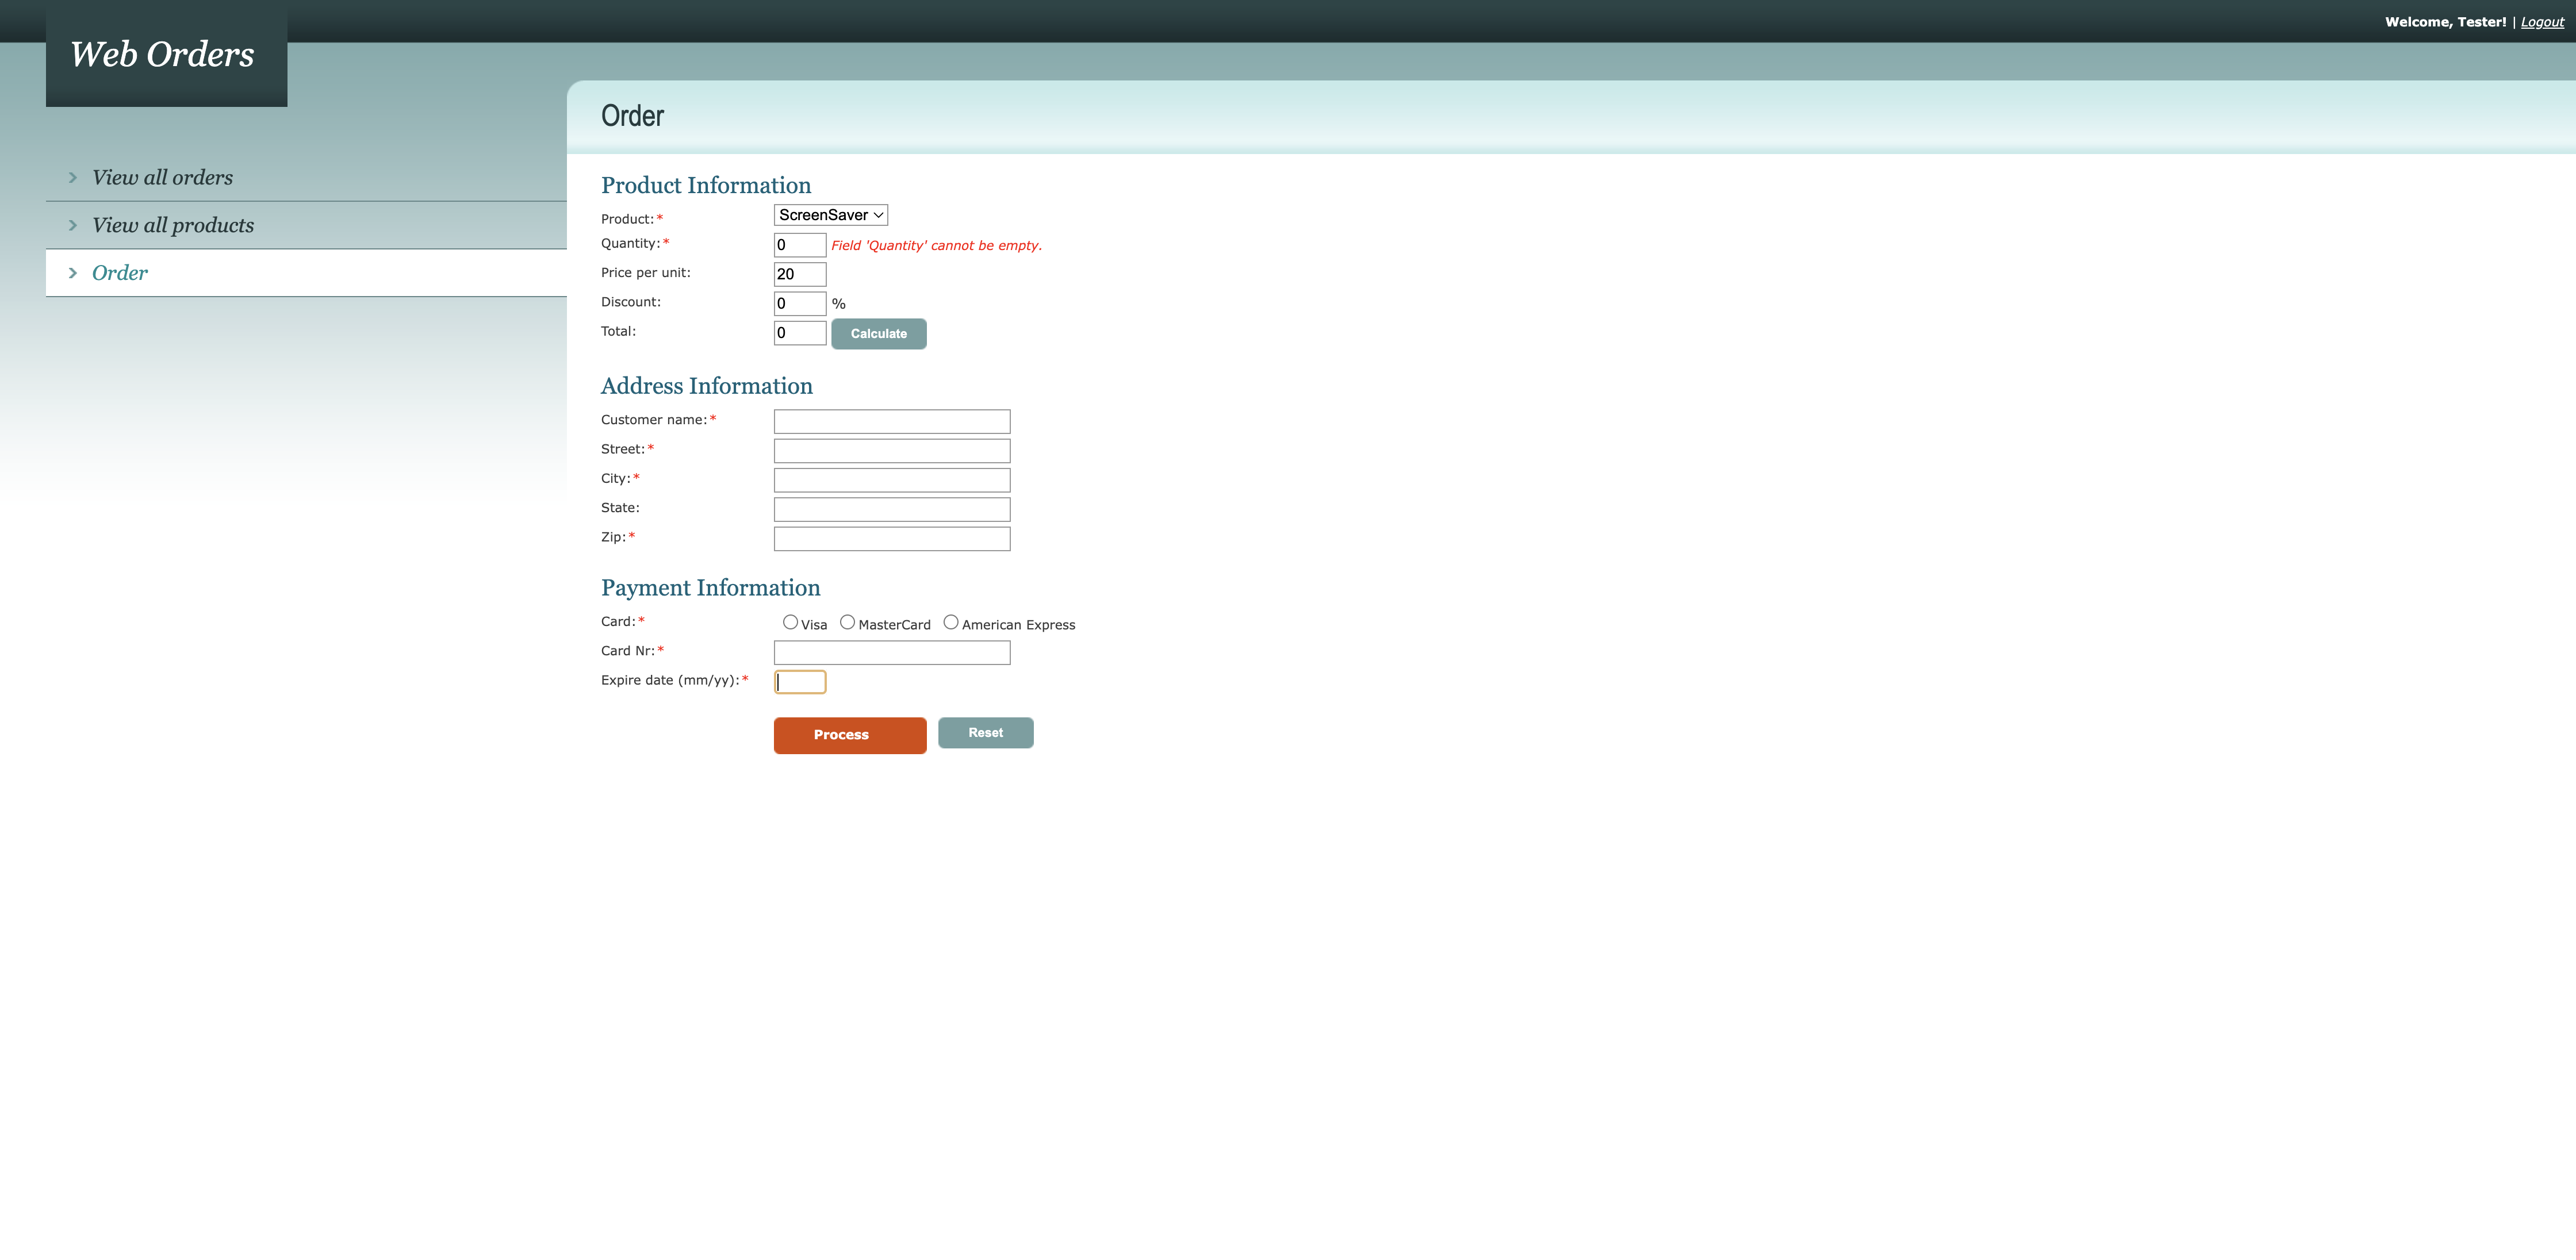 Welcome, Tester! | Logout
Web Orders
Order
View all orders
View all products
Order
Product Information
Product:* ScreenSaver
Quantity:* 0 Field 'Quantity' cannot be empty.
Price per unit: 20
Discount: 0 %
Total: 0 Calculate
Address Information
Customer name:*
Street:*
City:*
State:
Zip:*
Payment Information
Card:* Visa MasterCard American Express
Card Nr:*
Expire date (mm/yy):*
Process Reset